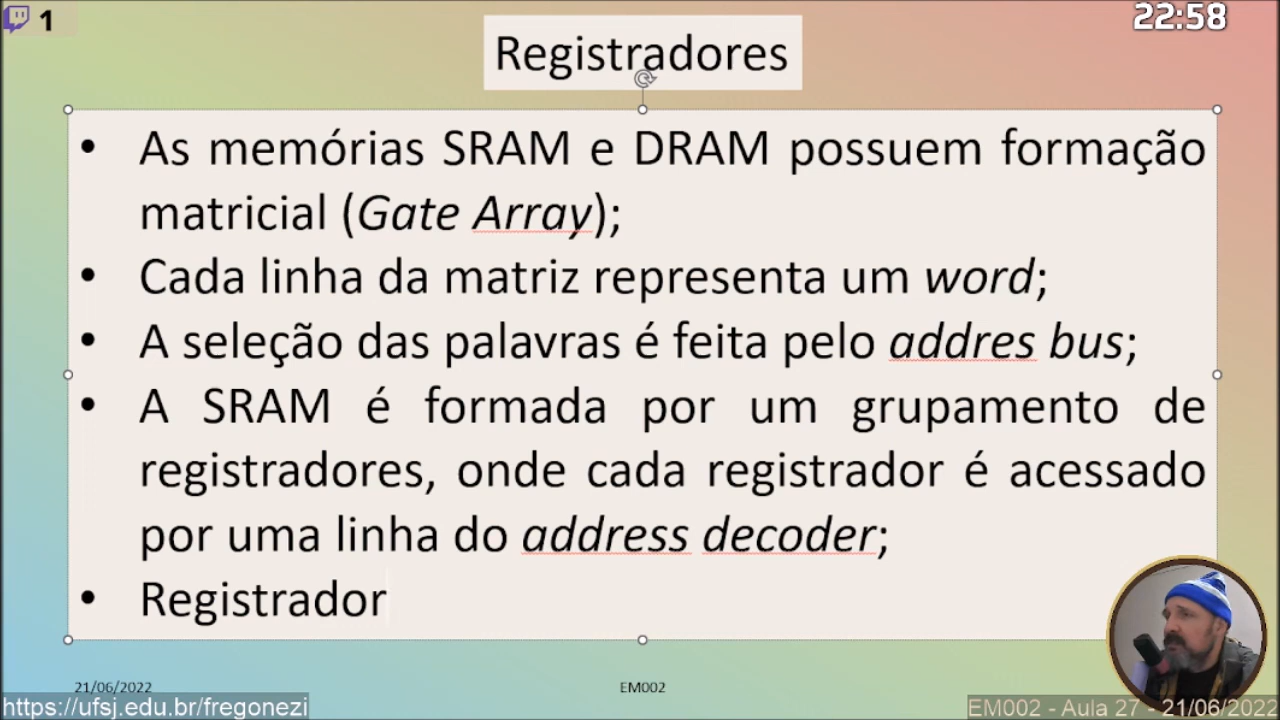 1
22:58
Registradores
• As memórias SRAM e DRAM possuem formação
matricial (Gate Array);
• Cada linha da matriz representa um word;
• A seleção das palavras é feita pelo addres bus;
• A SRAM é formada por um grupamento de
registradores, onde cada registrador é acessado
por uma linha do address decoder;
• Registrador
21/06/2022
EM002
https://ufsj.edu.br/fregonezi
EM002 - Aula 27 - 21/06/2022